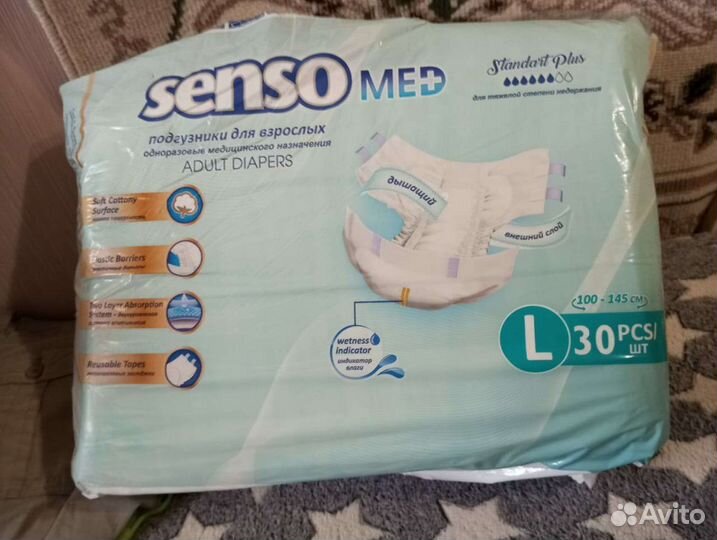 senso MED
Standart Plus
для тяжелой степени недержания
подгузники для взрослых
одноразовые медицинского назначения
ADULT DIAPERS
Soft Cottony
Surface
дышащий
внешний слой
Elastic Barriers
Two Layer Absorption
System - двухуровневая
Reusable Tapes
wetness
indicator
индикатор
влаги
100 - 145 см
L
30 PCS/
шт
Avito